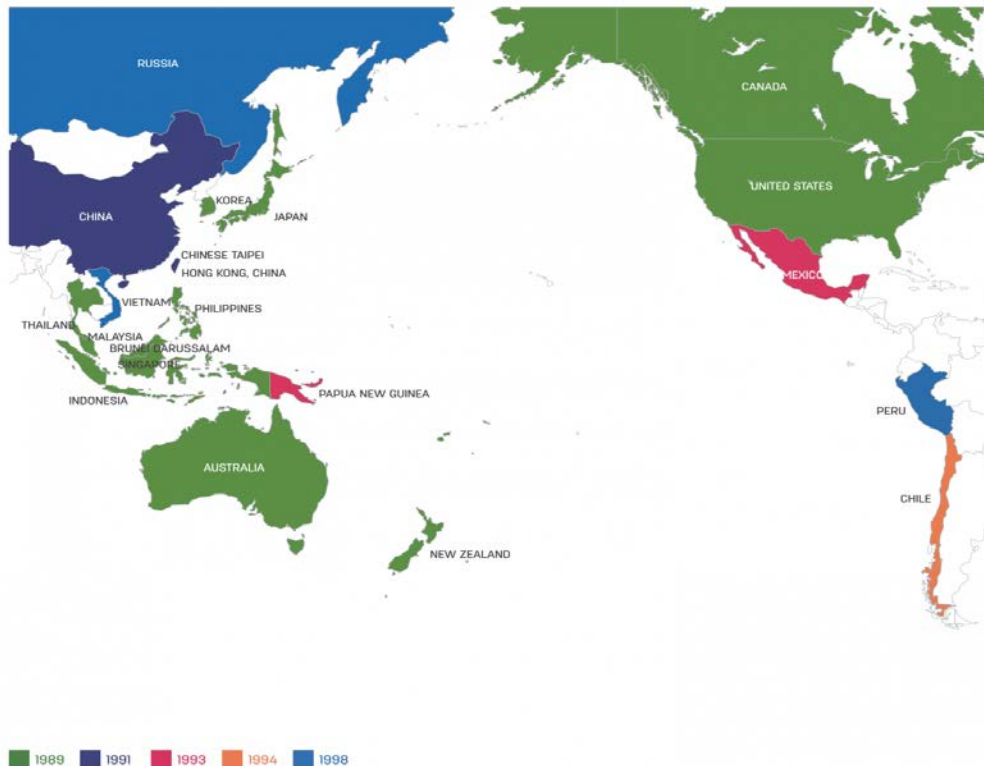 RUSSIA
CANADA
UNITED STATES
KOREA
JAPAN
CHINA
CHINESE TAIPEI
HONG KONG, CHINA
MEXICO
VIETNAM
PHILIPPINES
THAILAND
MALAYSIA
BRUNEI DARUSSALAM
SINGAPORE
INDONESIA
PAPUA NEW GUINEA
PERU
AUSTRALIA
CHILE
NEW ZEALAND
1989 1991 1993 1994 1998